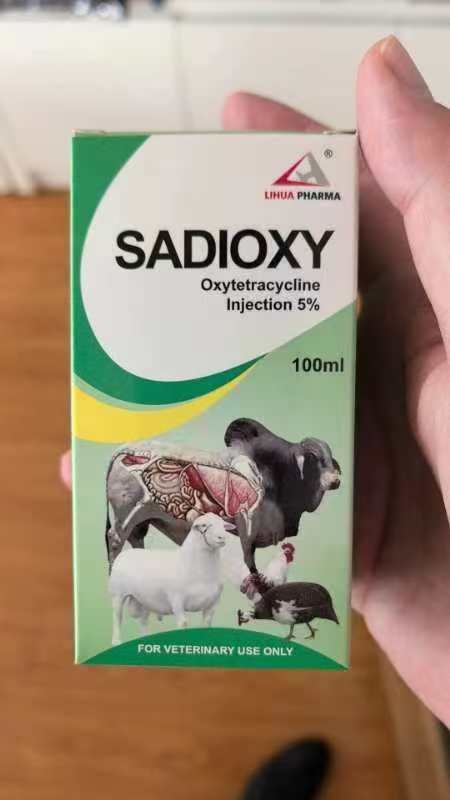 ®
LIHUA PHARMA
SADIOXY
Oxytetracycline
Injection 5%
100ml
FOR VETERINARY USE ONLY